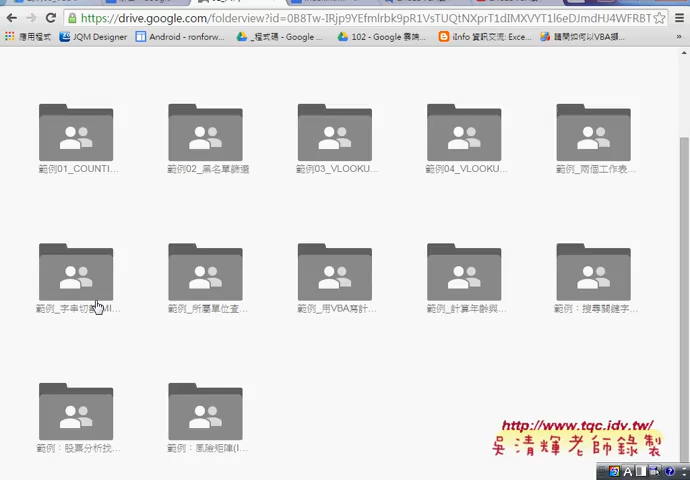 https://drive.google.com/folderview?id=0B8Tw-IRjp9YEfmlrbk9pR1VsTUQtNXprT1dIMXVYVT1l6eDJmdHJ4WFRBT
應用程式 JQM Designer Android - ronforw... _程式碼 - Google ... 102 - Google 雲端... iInfo 資訊交流: Exce...
範例01_COUNTI... 範例02_黑名單篩選 範例03_VLOOKU... 範例04_VLOOKU... 範例_兩個工作表...
範例_字串切割(MI... 範例_所屬單位查... 範例_用VBA寫計... 範例_計算年齡與... 範例：搜尋關鍵字...
範例：股票分析找... 範例：風險矩陣(I...
http://www.tqc.idv.tw/
吳清輝老師錄製